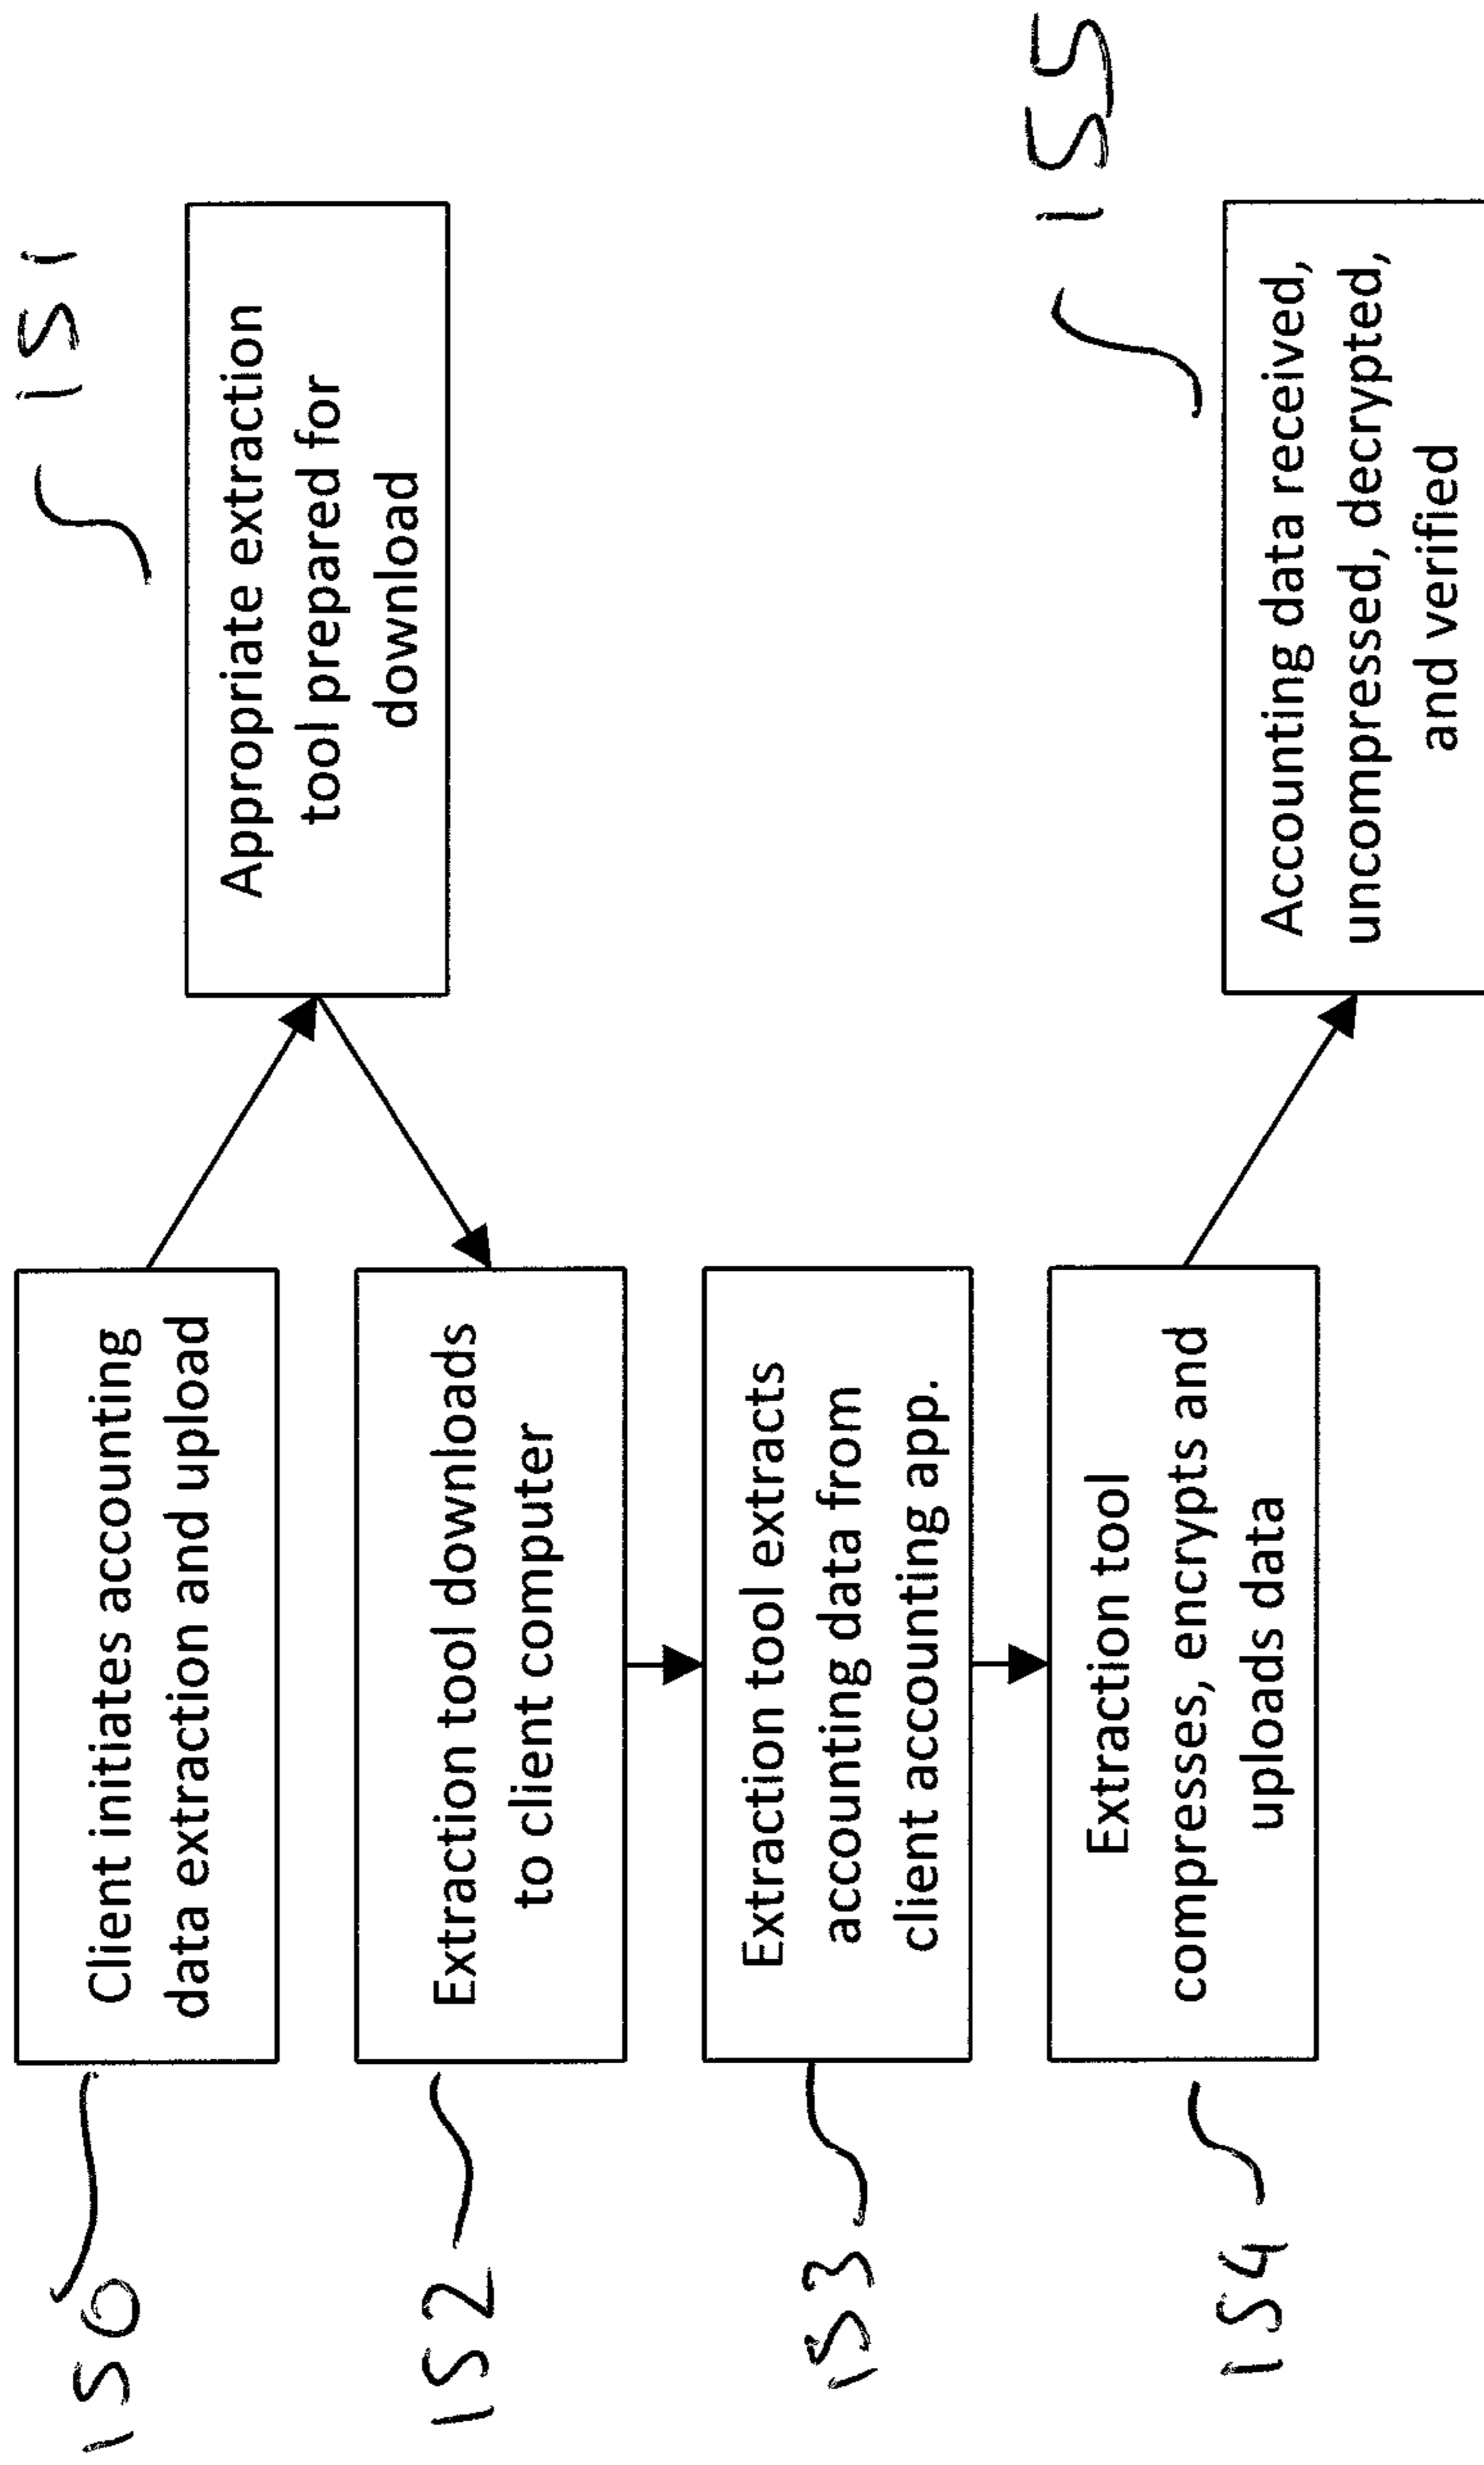 150
Client initiates accounting
data extraction and upload
151
Appropriate extraction
tool prepared for
download
152
Extraction tool downloads
to client computer
153
Extraction tool extracts
accounting data from
client accounting app.
154
Extraction tool
compresses, encrypts and
uploads data
155
Accounting data received,
uncompressed, decrypted,
and verified